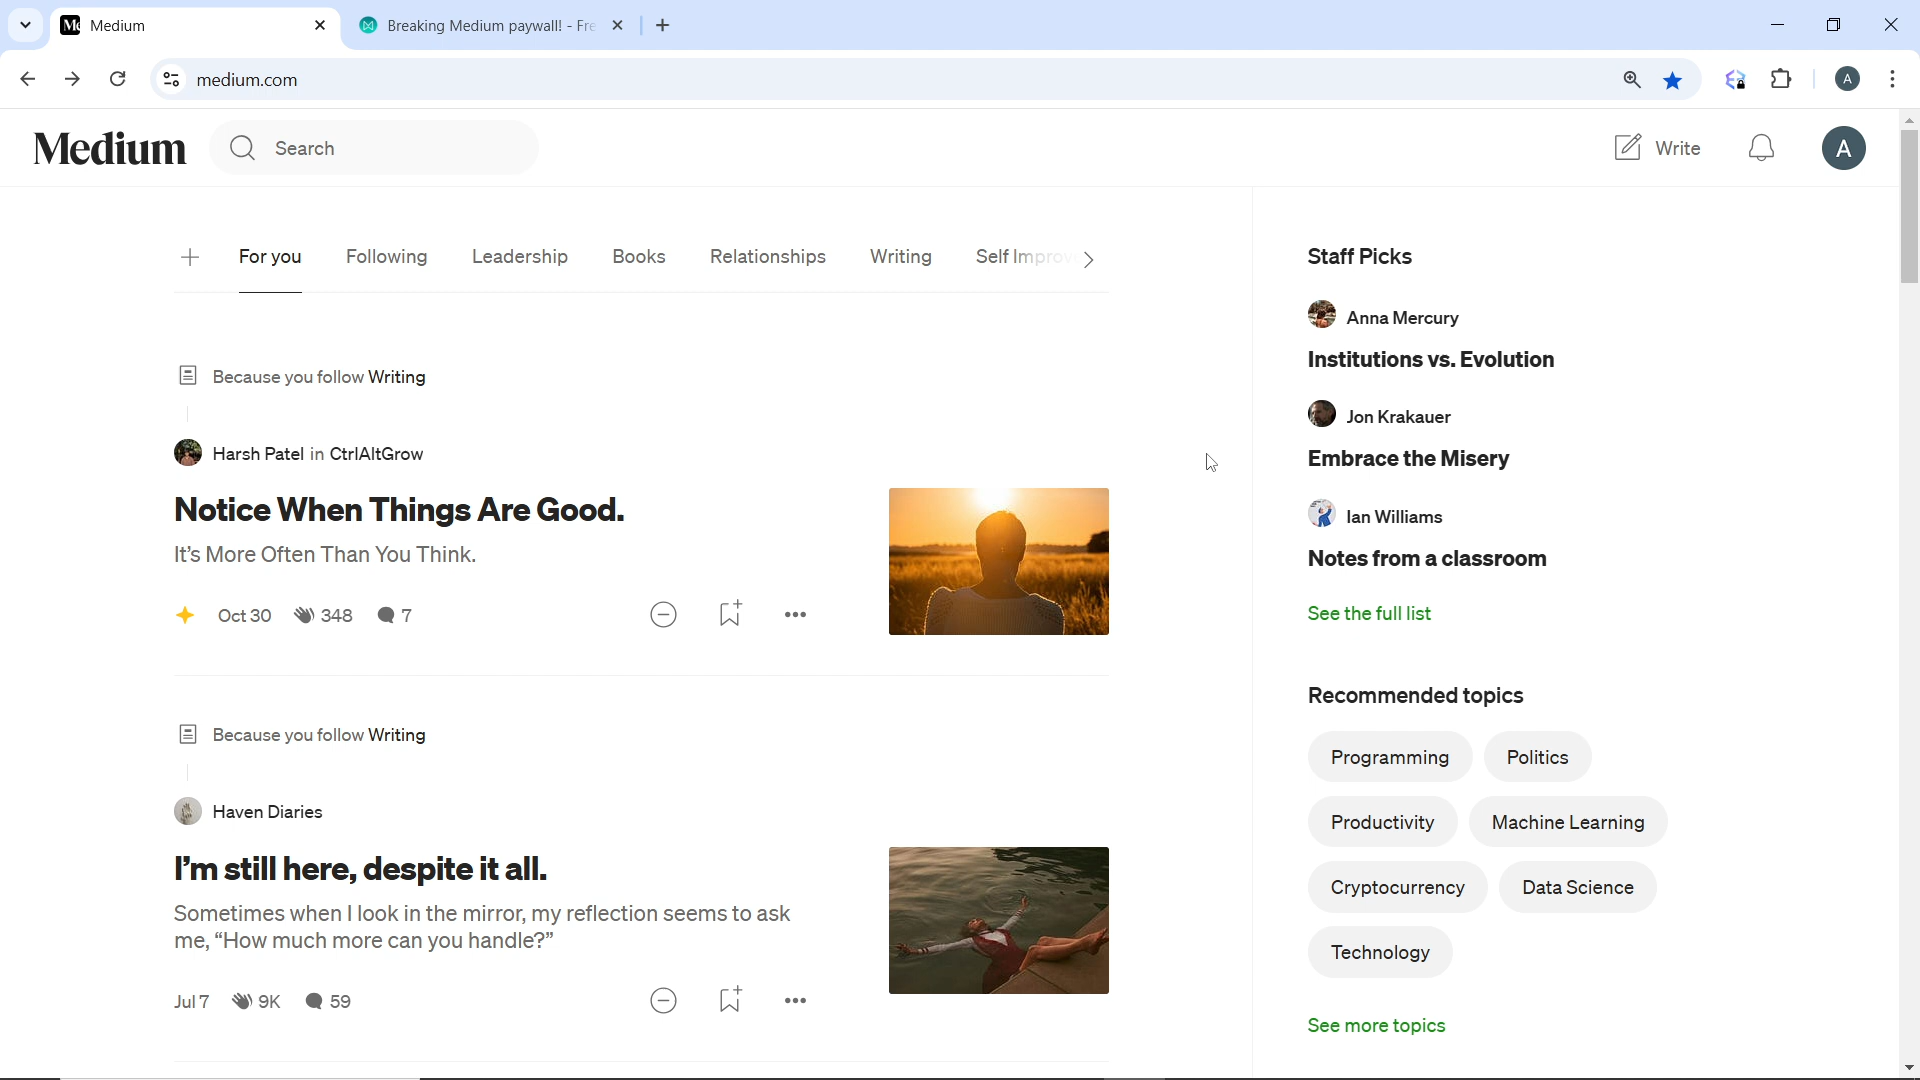 Medium
Breaking Medium paywall! - Fre
medium.com
A
Medium
Search
Write
A
For you
Following
Leadership
Books
Relationships
Writing
Self Improv
Because you follow Writing
Harsh Patel in CtrlAltGrow
Notice When Things Are Good.
It's More Often Than You Think.
Oct 30
348
7
Because you follow Writing
Haven Diaries
I'm still here, despite it all.
Sometimes when I look in the mirror, my reflection seems to ask
me, “How much more can you handle?”
Jul 7
9K
59
Staff Picks
Anna Mercury
Institutions vs. Evolution
Jon Krakauer
Embrace the Misery
Ian Williams
Notes from a classroom
See the full list
Recommended topics
Programming
Politics
Productivity
Machine Learning
Cryptocurrency
Data Science
Technology
See more topics